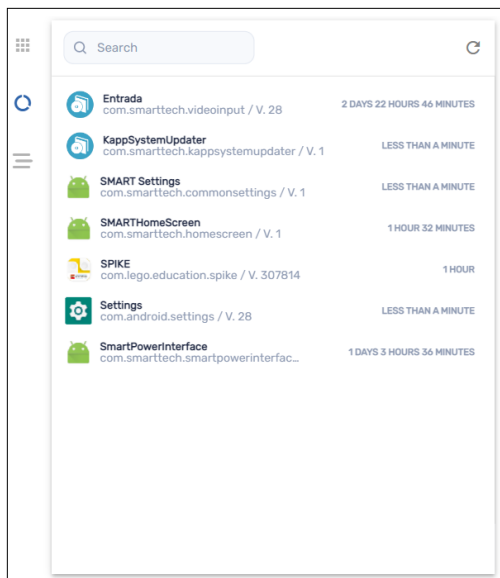 Search
Entrada
com.smarttech.videoinput / V. 28
2 DAYS 22 HOURS 46 MINUTES
KappSystemUpdater
com.smarttech.kappsystemupdater / V. 1
LESS THAN A MINUTE
SMART Settings
com.smarttech.commonsettings / V. 1
LESS THAN A MINUTE
SMARTHomeScreen
com.smarttech.homescreen / V. 1
1 HOUR 32 MINUTES
SPIKE
com.lego.education.spike / V. 307814
1 HOUR
Settings
com.android.settings / V. 28
LESS THAN A MINUTE
SmartPowerInterface
com.smarttech.smartpowerinterfac...
1 DAYS 3 HOURS 36 MINUTES